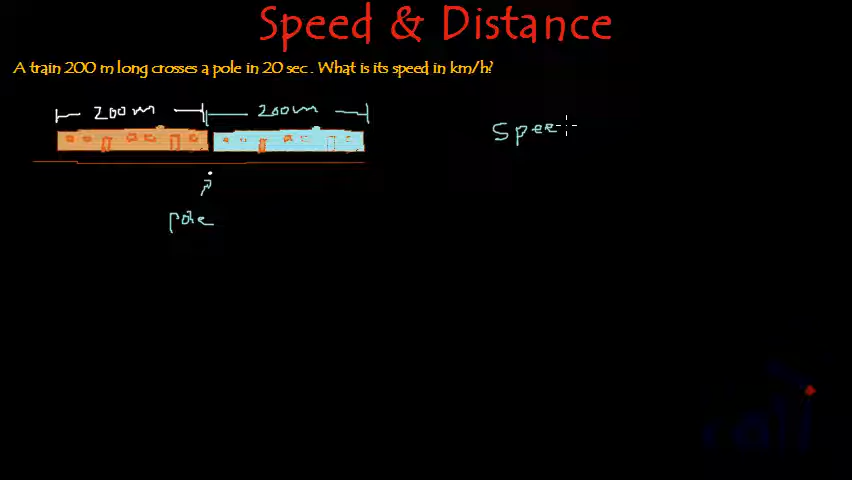 Speed & Distance
A train 200 m long crosses a pole in 20 sec . What is its speed in km/h?
200m 200m
Spee
pole